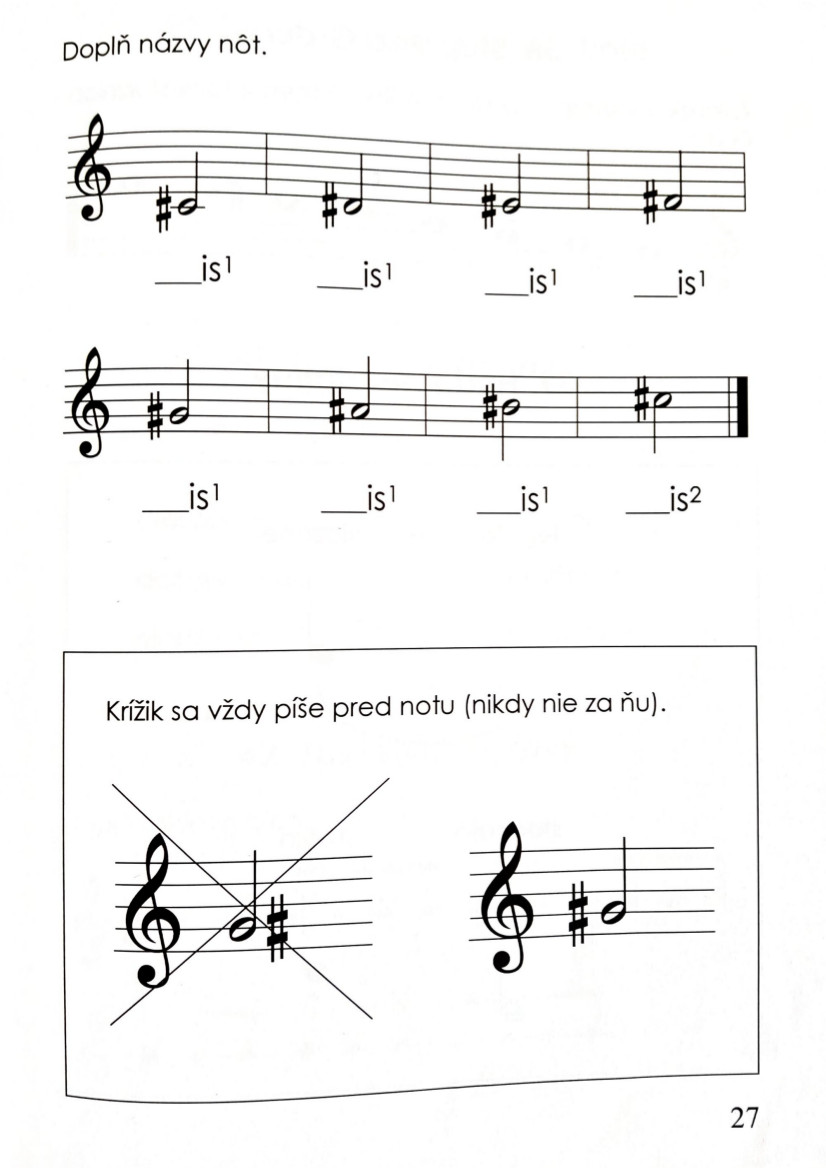 Doplň názvy nôt.
___is¹ ___is¹ ___is¹ ___is¹
___is¹ ___is¹ ___is¹ ___is²
Krížik sa vždy píše pred notu (nikdy nie za ňu).
27